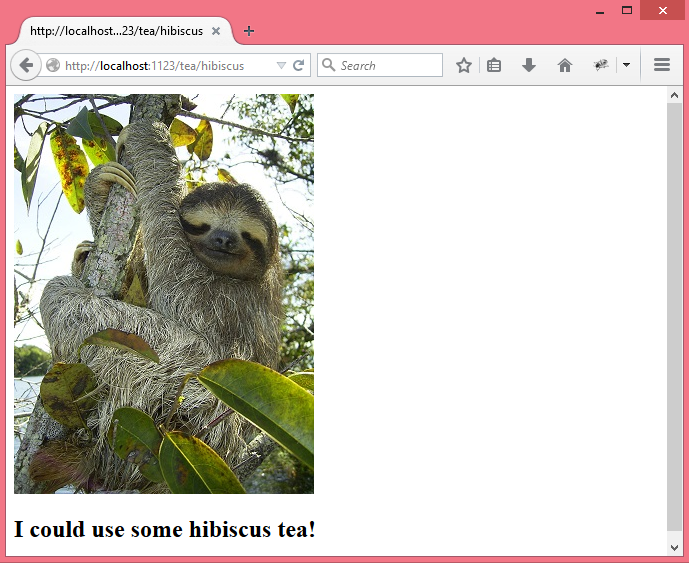 http://localhost...23/tea/hibiscus
http://localhost:1123/tea/hibiscus
Search
I could use some hibiscus tea!